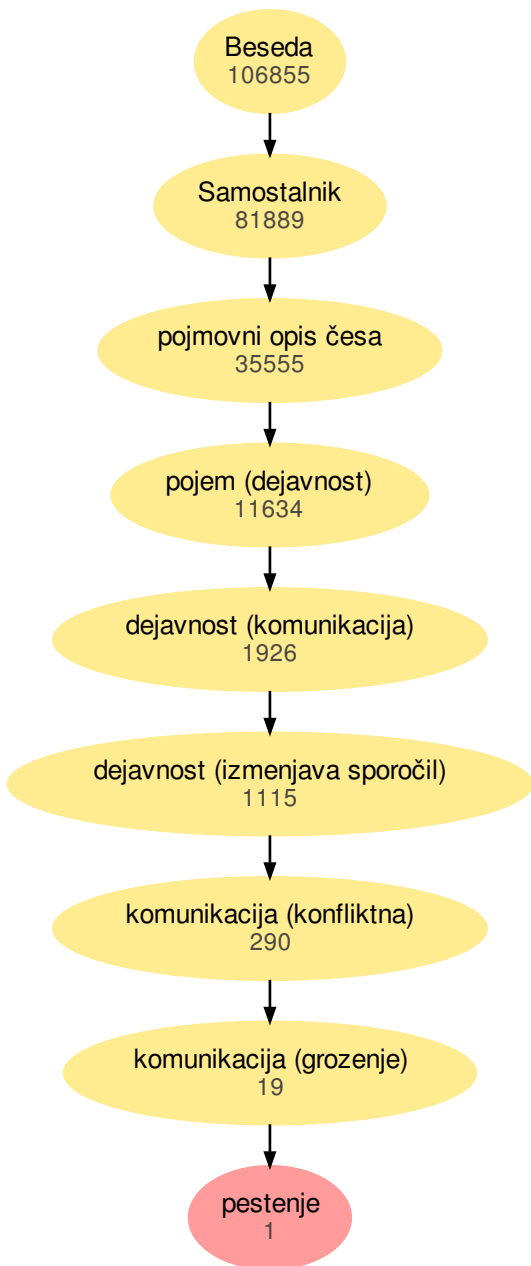 Beseda
106855
Samostalnik
81889
pojmovni opis česa
35555
pojem (dejavnost)
11634
dejavnost (komunikacija)
1926
dejavnost (izmenjava sporočil)
1115
komunikacija (konfliktna)
290
komunikacija (grozenje)
19
pestenje
1